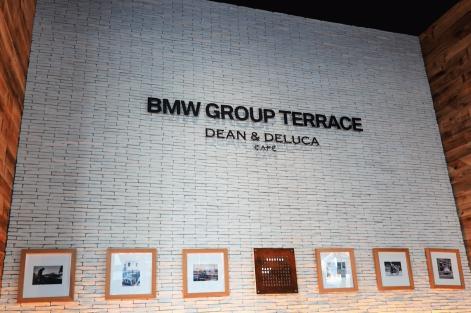 BMW GROUP TERRACE
DEAN & DELUCA
CAFE